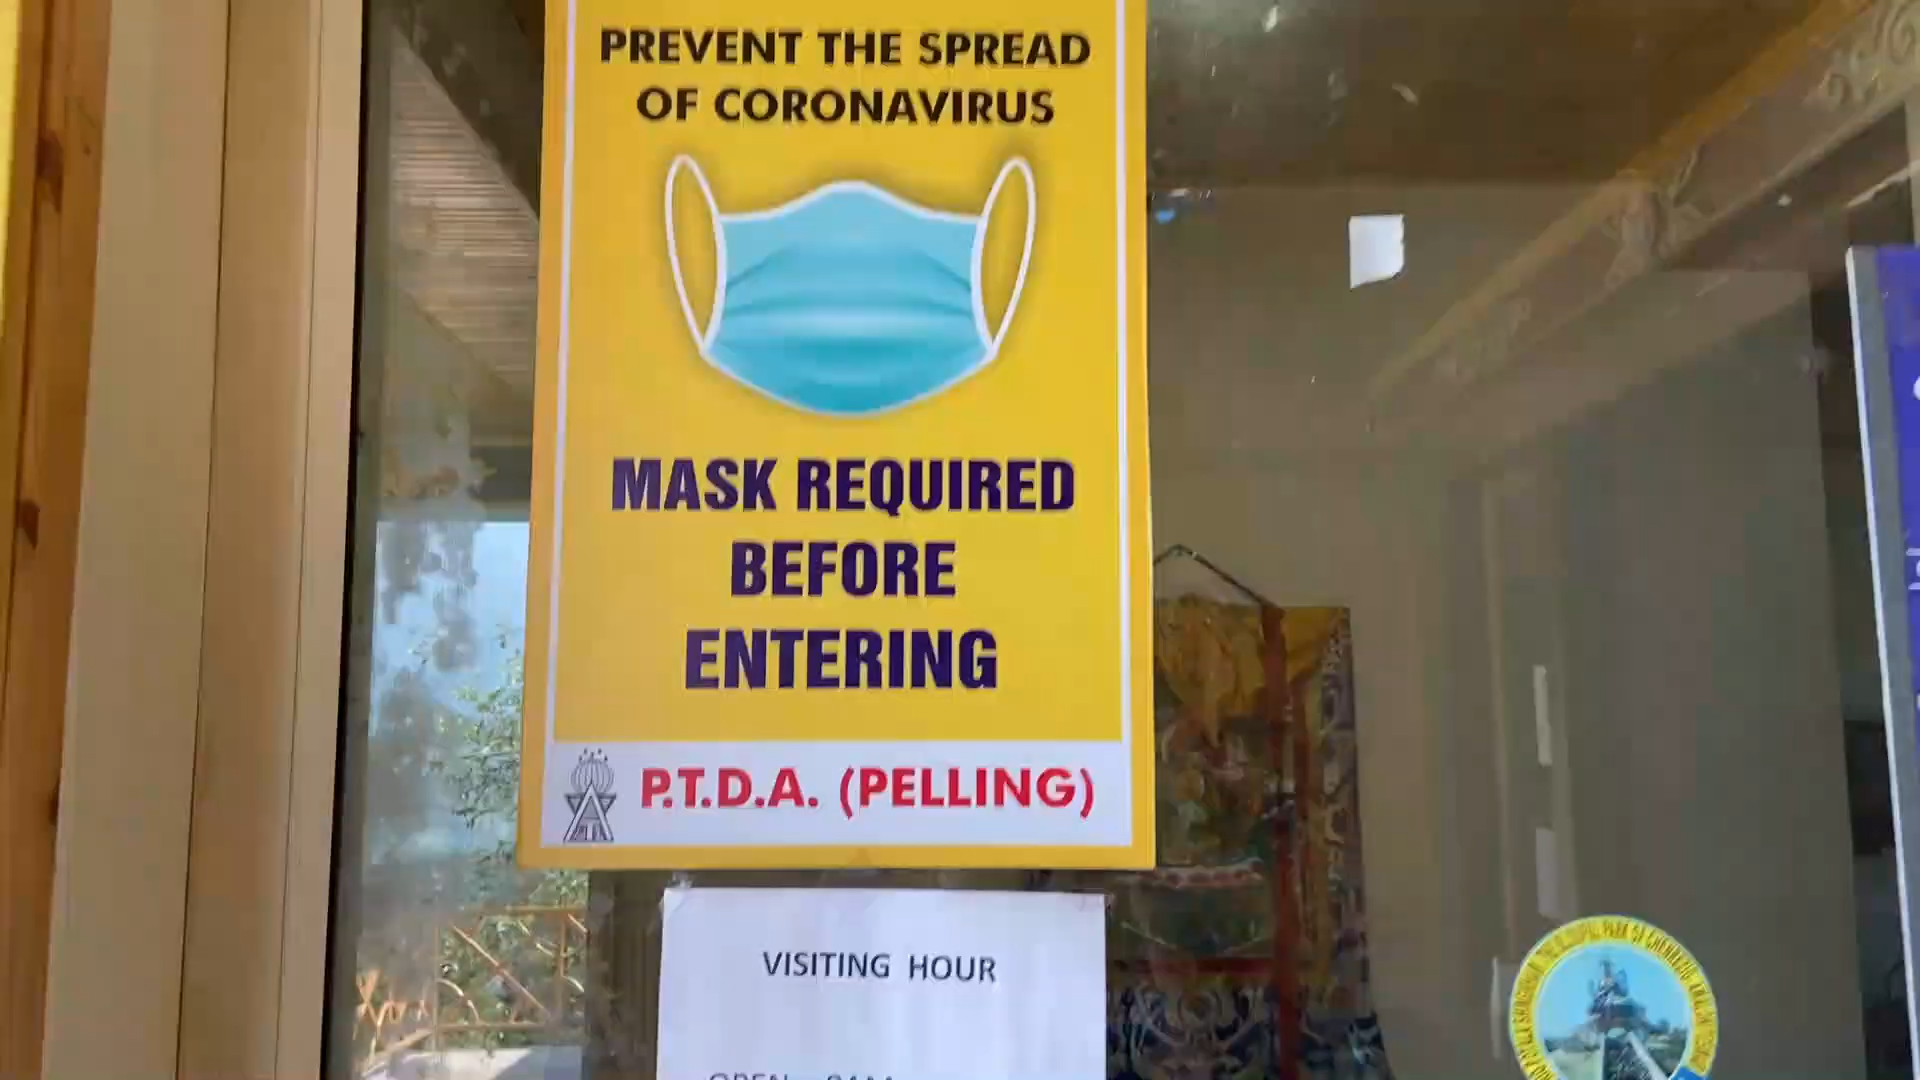 PREVENT THE SPREAD
OF CORONAVIRUS
MASK REQUIRED
BEFORE
ENTERING
P.T.D.A. (PELLING)
VISITING HOUR